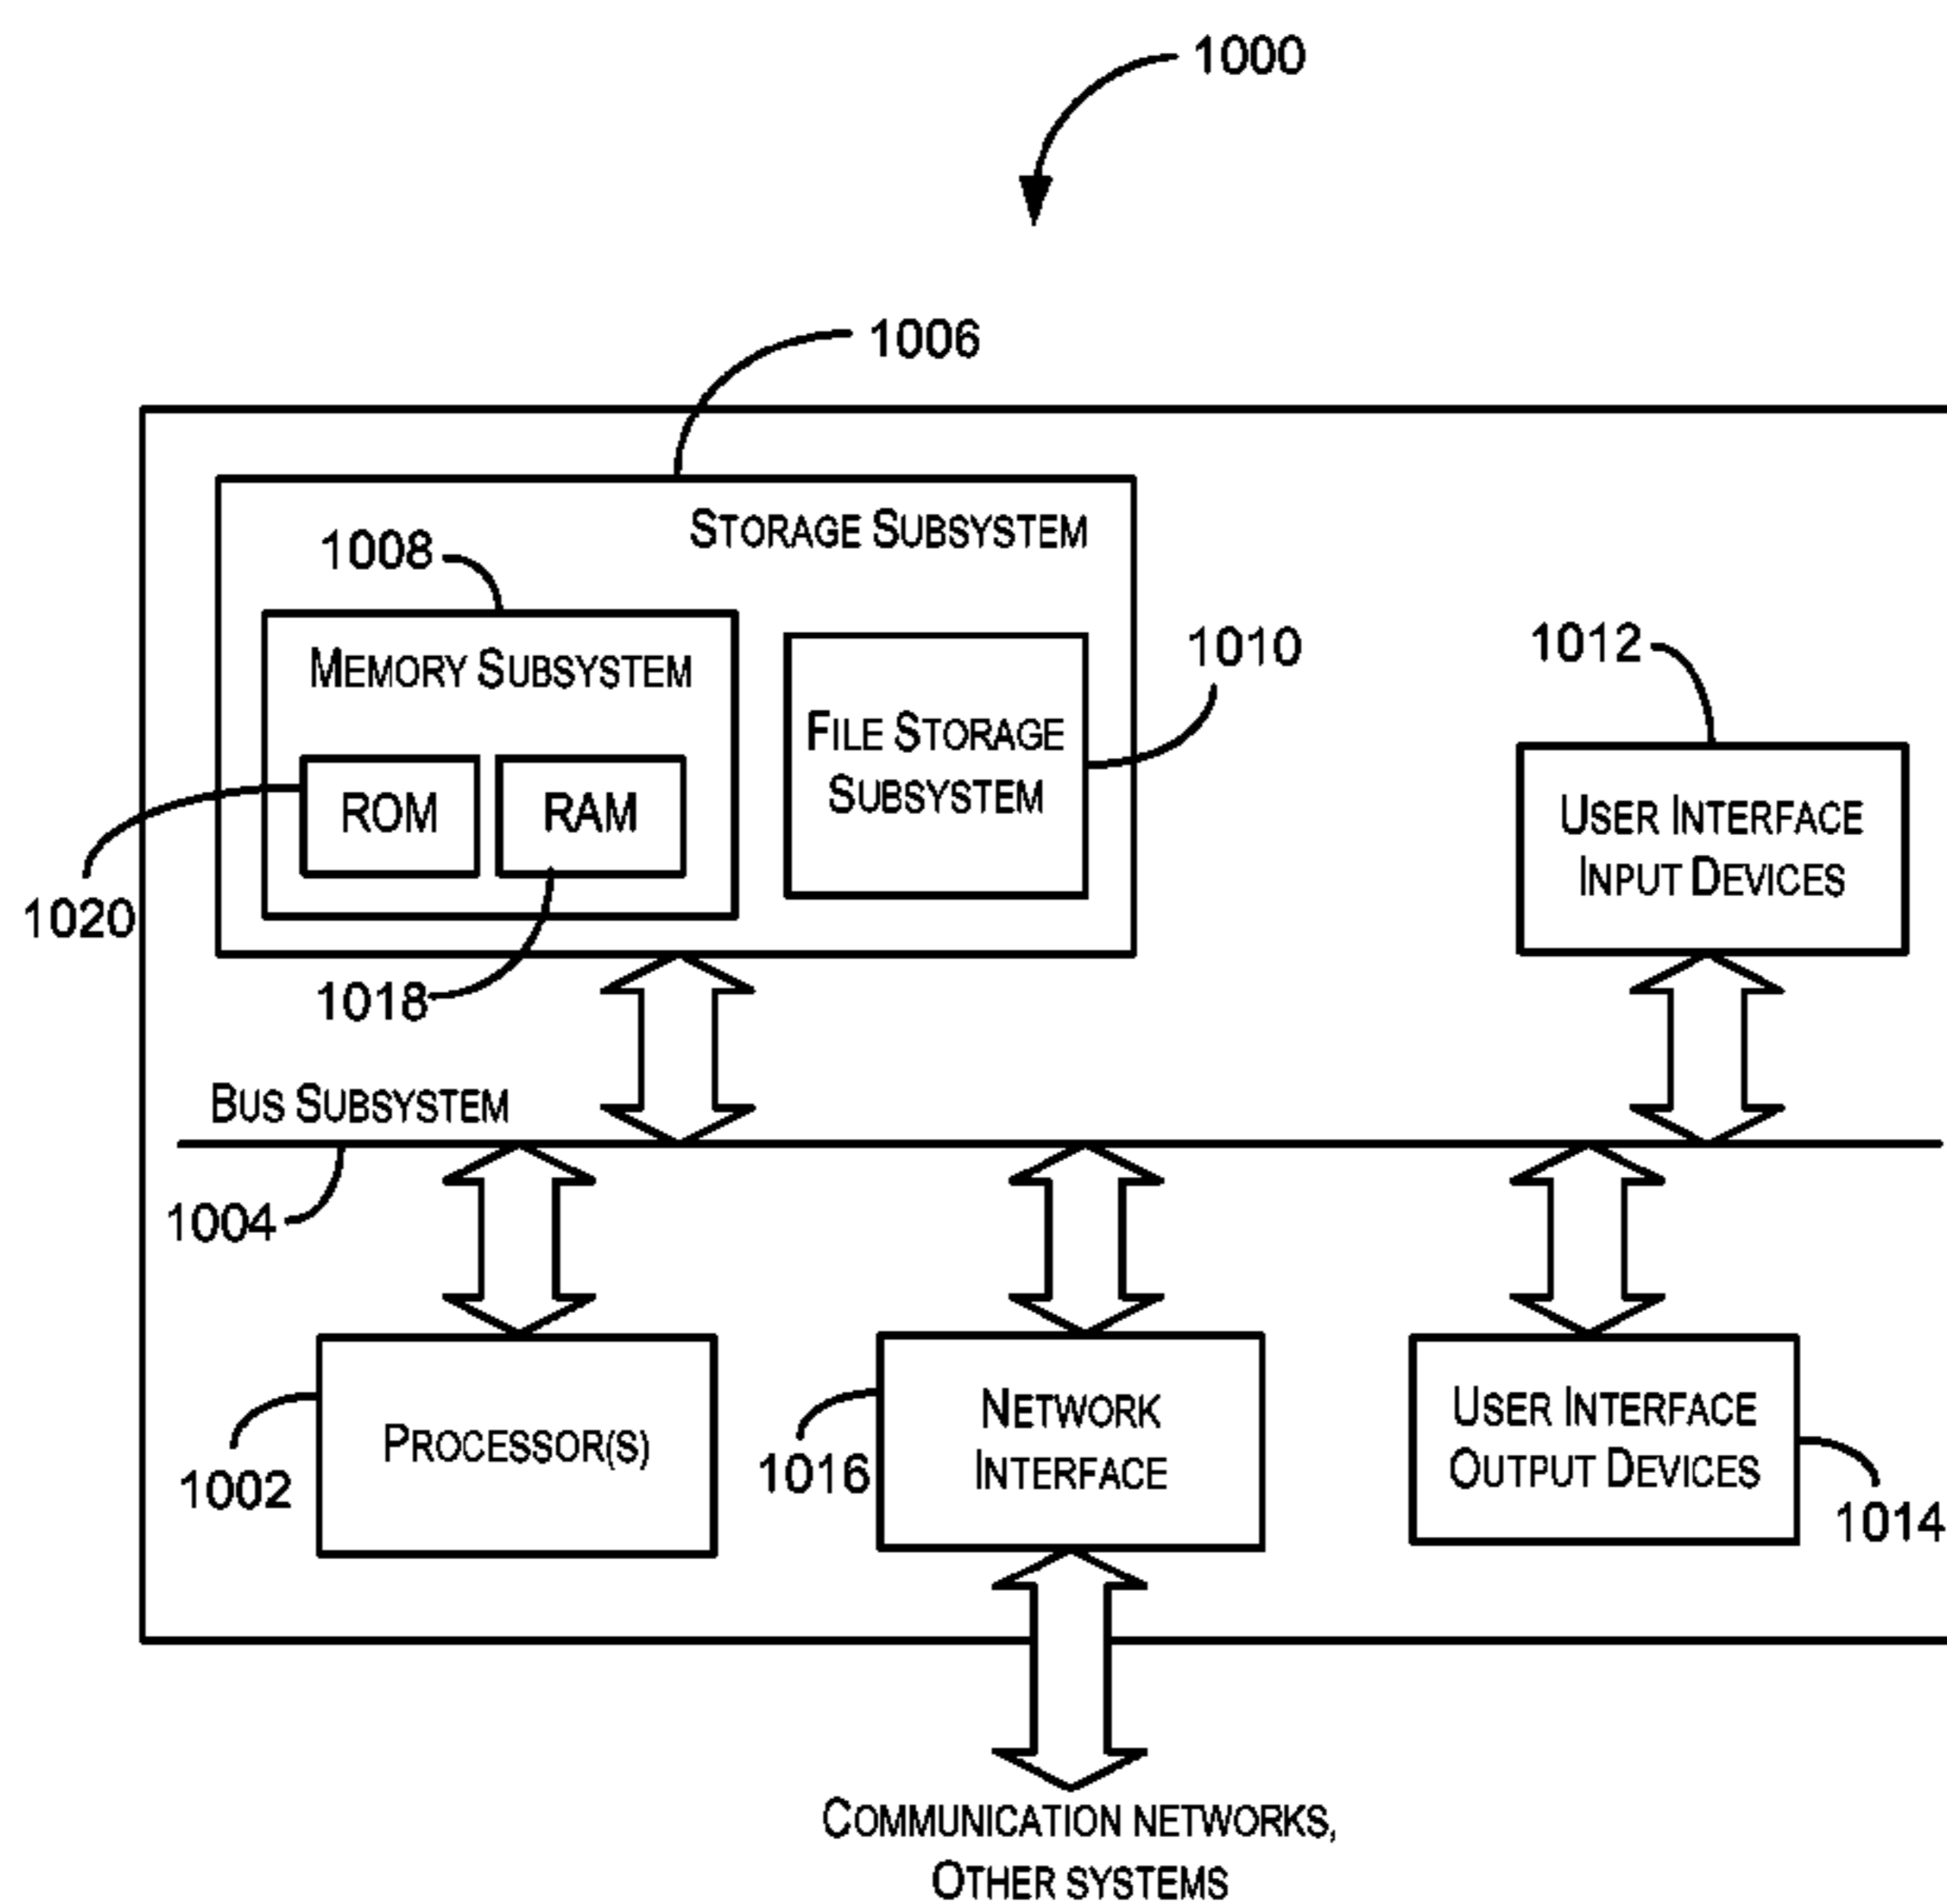 1000
1006
STORAGE SUBSYSTEM
1008
MEMORY SUBSYSTEM
ROM
RAM
1020
1018
FILE STORAGE
SUBSYSTEM
1010
1012
USER INTERFACE
INPUT DEVICES
BUS SUBSYSTEM
1004
PROCESSOR(S)
1002
NETWORK
INTERFACE
1016
USER INTERFACE
OUTPUT DEVICES
1014
COMMUNICATION NETWORKS,
OTHER SYSTEMS